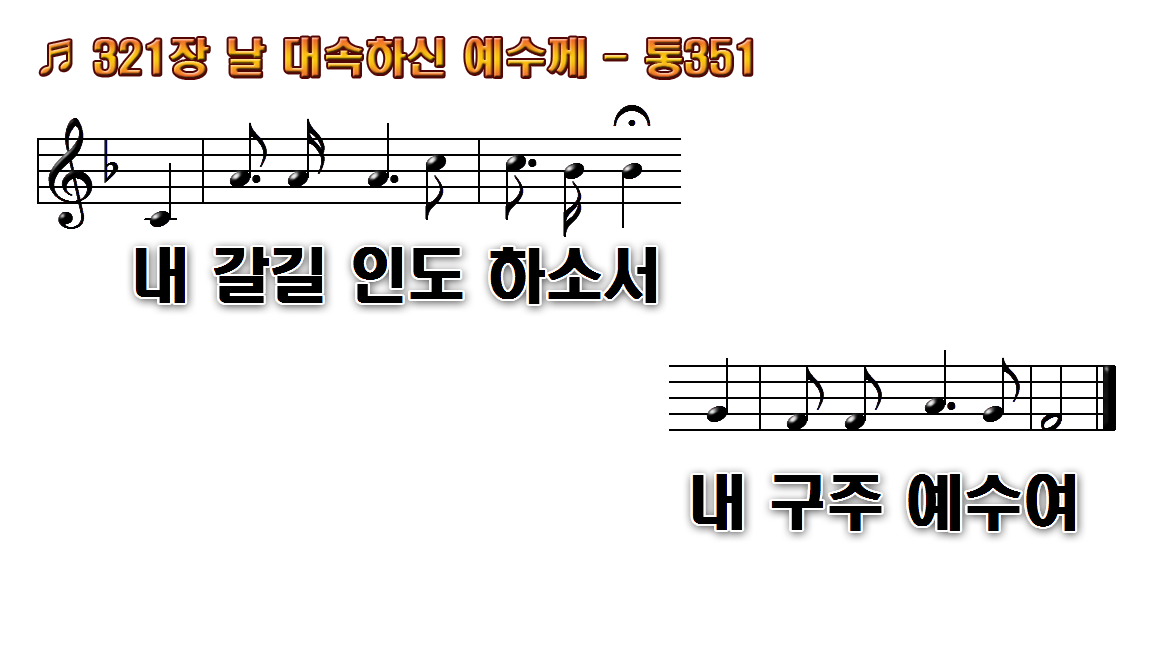 ♬ 321장 날 대속하신 예수께 - 통351
내 갈길 인도 하소서
내 구주 예수여